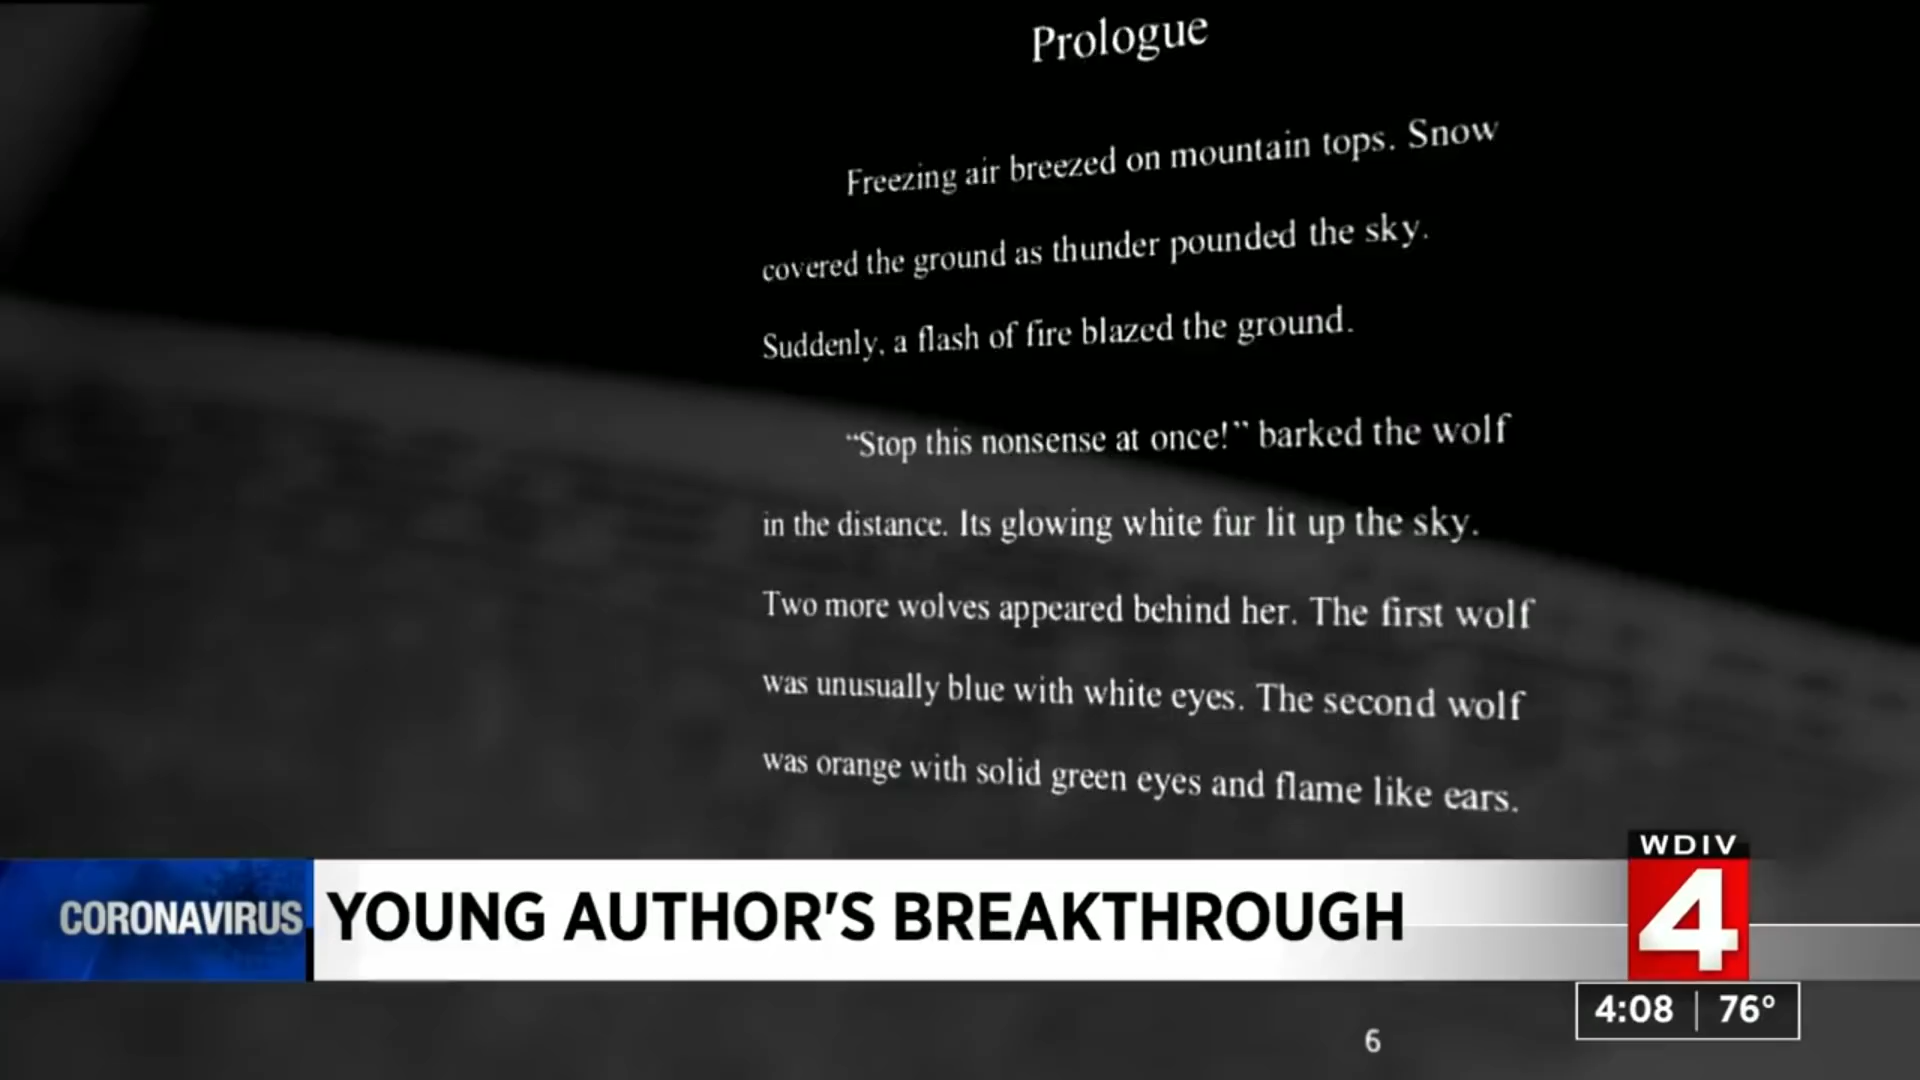 Prologue
Freezing air breezed on mountain tops. Snow
covered the ground as thunder pounded the sky.
Suddenly, a flash of fire blazed the ground.
“Stop this nonsense at once!” barked the wolf
in the distance. Its glowing white fur lit up the sky.
Two more wolves appeared behind her. The first wolf
was unusually blue with white eyes. The second wolf
was orange with solid green eyes and flame like ears.
CORONAVIRUS YOUNG AUTHOR'S BREAKTHROUGH
WDIV
4
4:08 76°
6